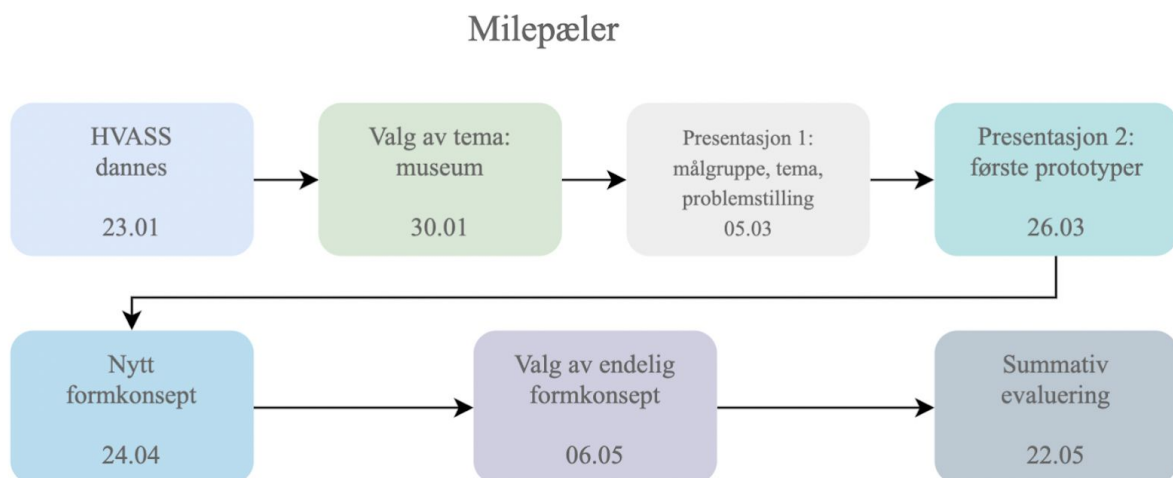 Milepæler
HVASS
dannes
23.01
Valg av tema:
museum
30.01
Presentasjon 1:
målgruppe, tema,
problemstilling
05.03
Presentasjon 2:
første prototyper
26.03
Nytt
formkonsept
24.04
Valg av endelig
formkonsept
06.05
Summativ
evaluering
22.05